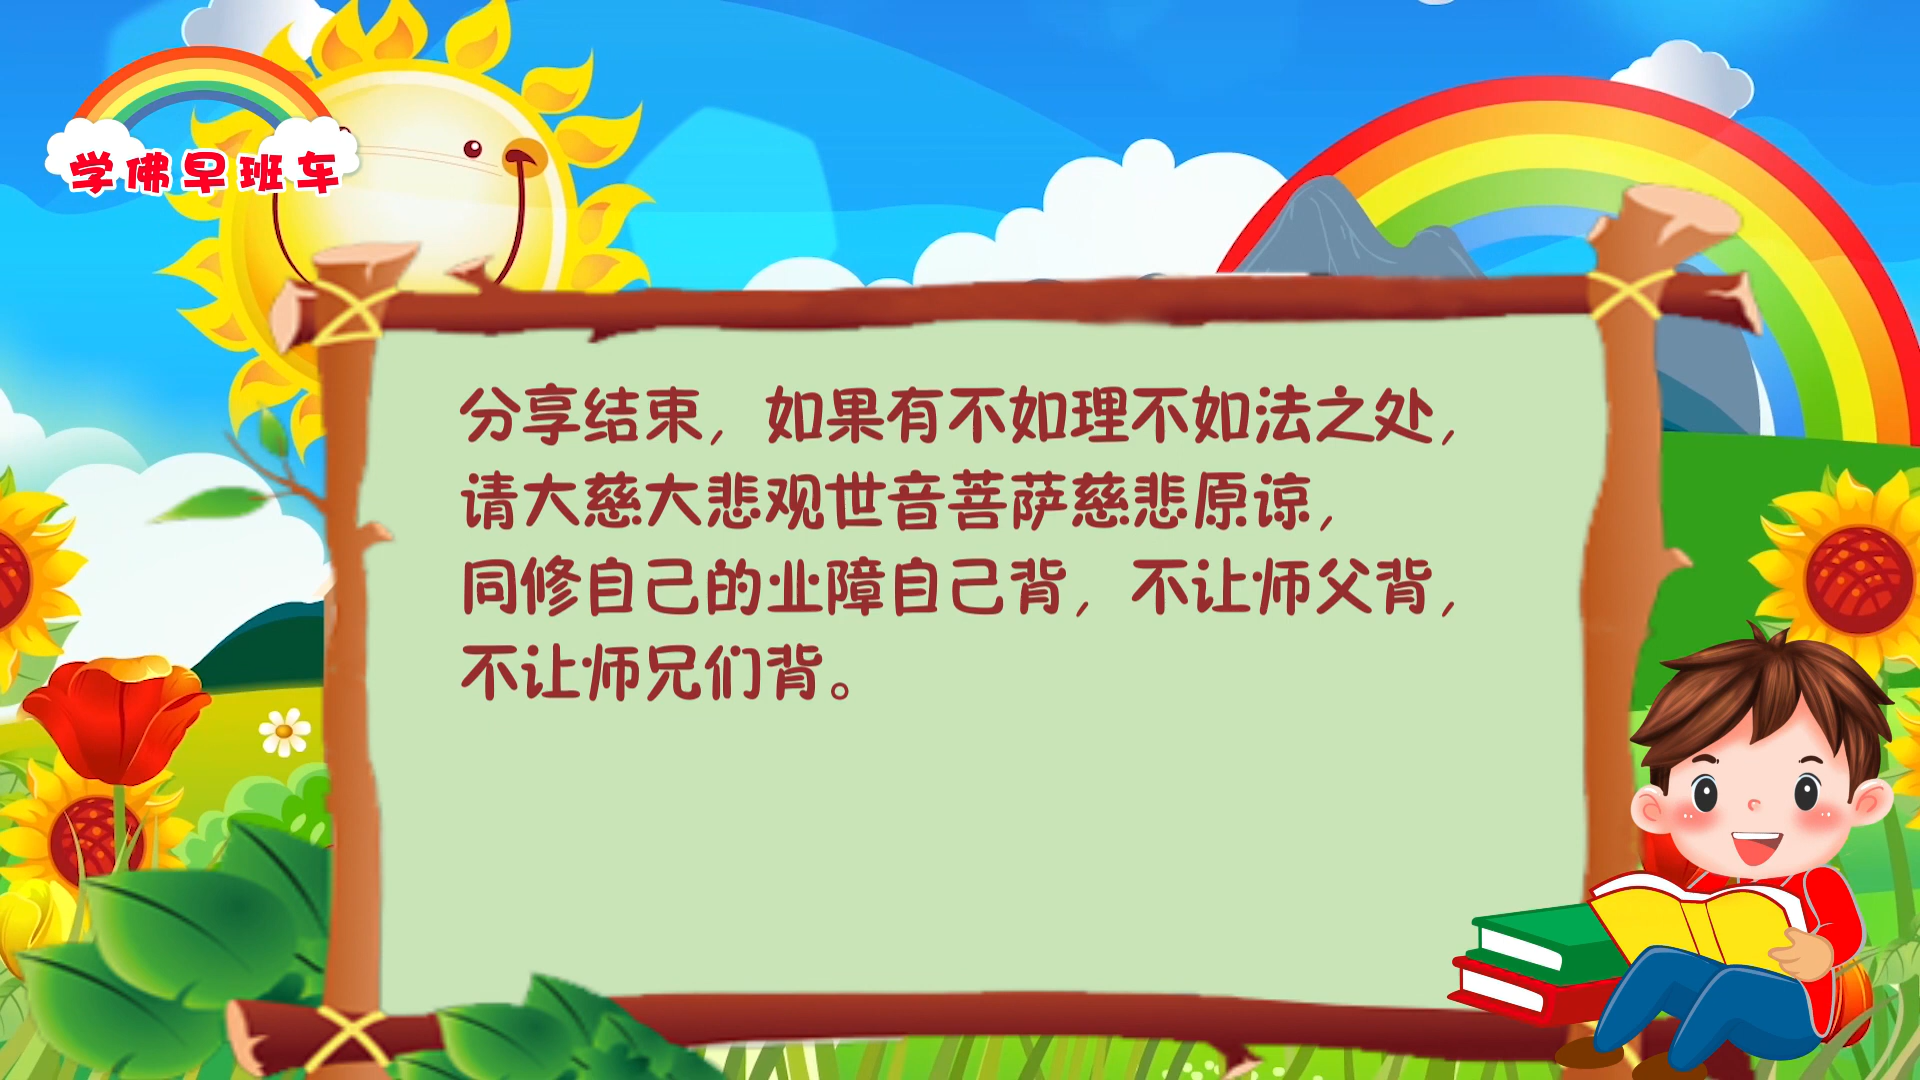 学佛早班车
分享结束，如果有不如理不如法之处，
请大慈大悲观世音菩萨慈悲原谅，
同修自己的业障自己背，不让师父背，
不让师兄们背。